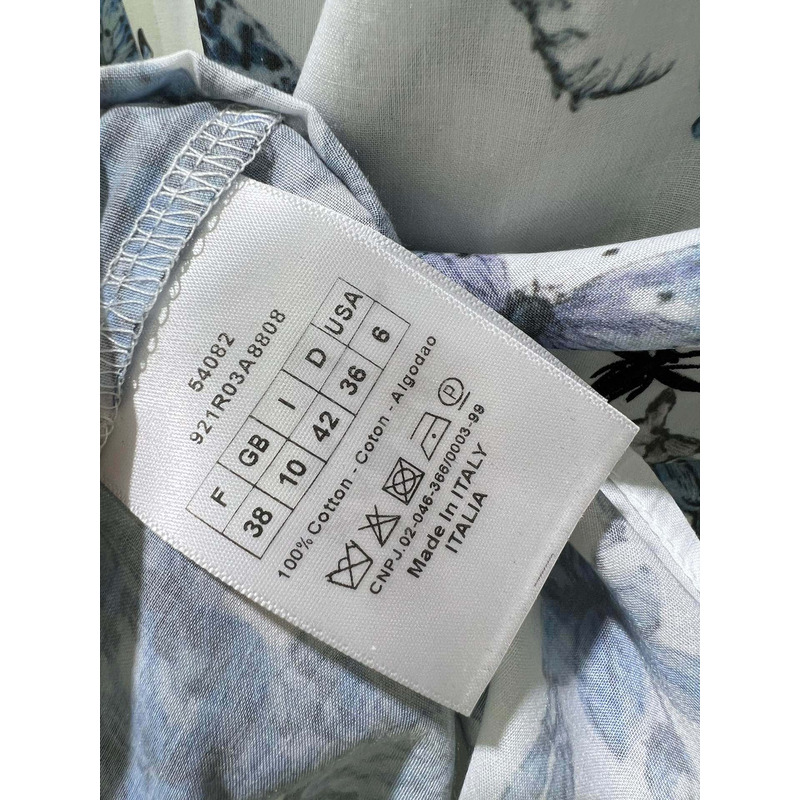 54082
921R03A8808
F GB I D USA
38 10 42 36 6
100% Cotton - Coton - Algodao
P
CNPJ.02-046-366/0003-99
Made In ITALY
ITALIA